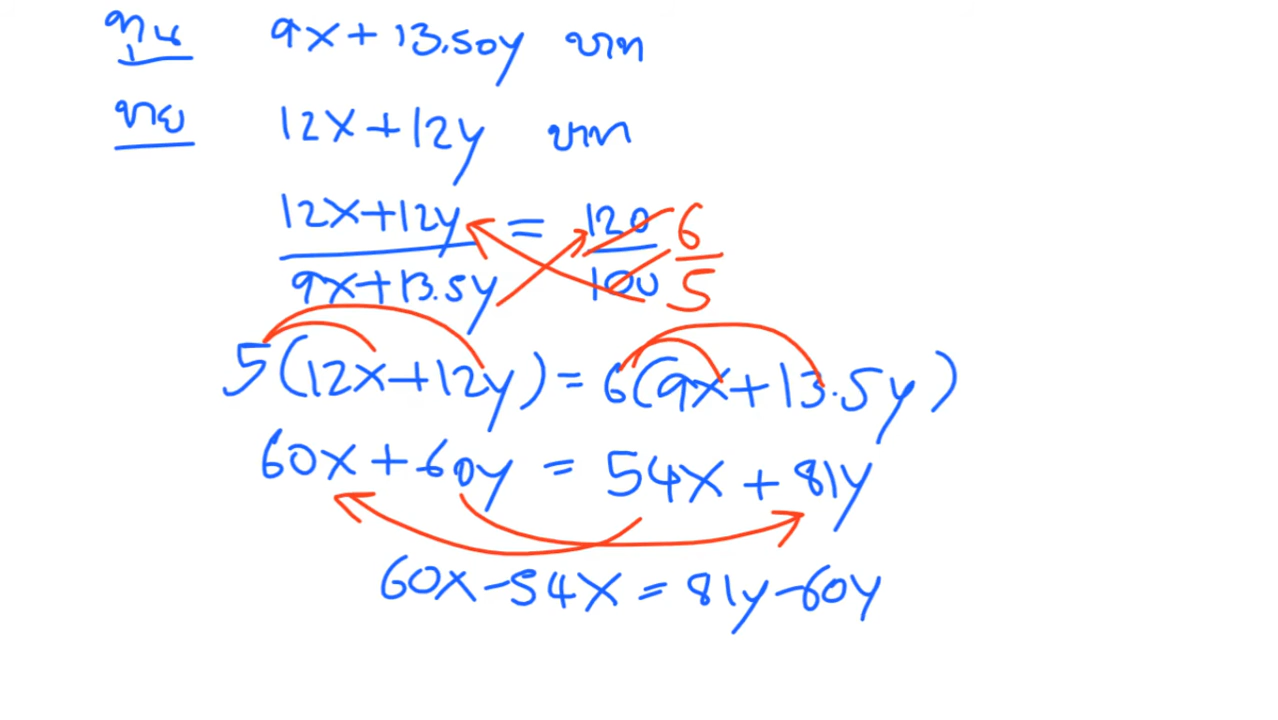 ทุน 9x + 13.50y บาท
ขาย 12x + 12y บาท
12x+12y = 120 6
9x+13.5y 100 5
5(12x+12y) = 6(9x+13.5y)
60x + 60y = 54x + 81y
60x-54x = 81y-60y